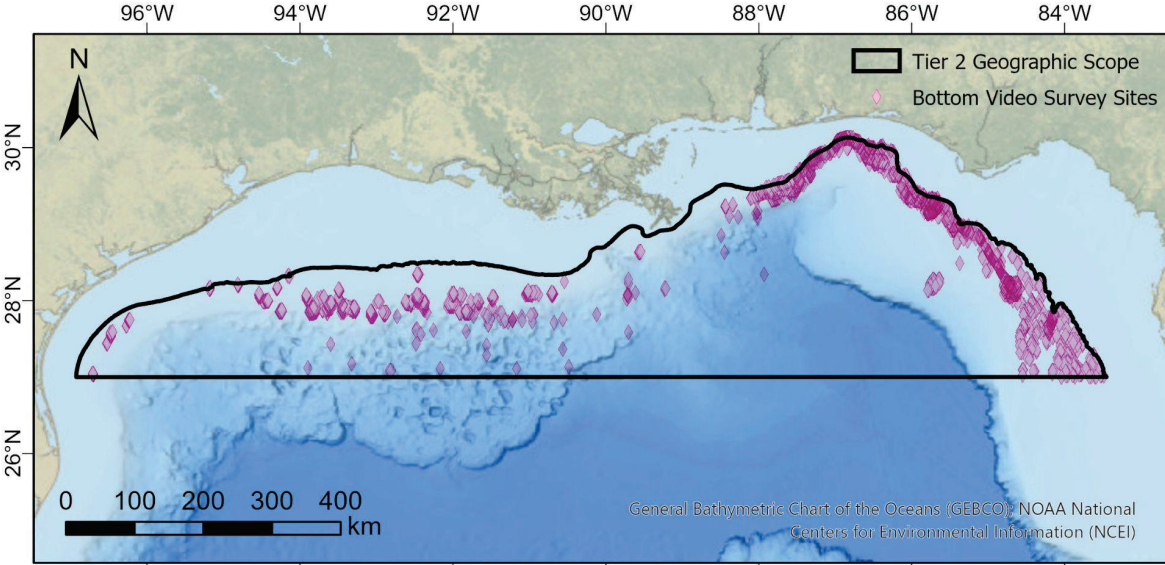 96°W 94°W 92°W 90°W 88°W 86°W 84°W
N
Tier 2 Geographic Scope
Bottom Video Survey Sites
30°N
28°N
26°N
0 100 200 300 400
km
General Bathymetric Chart of the Oceans (GEBCO); NOAA National
Centers for Environmental Information (NCEI)